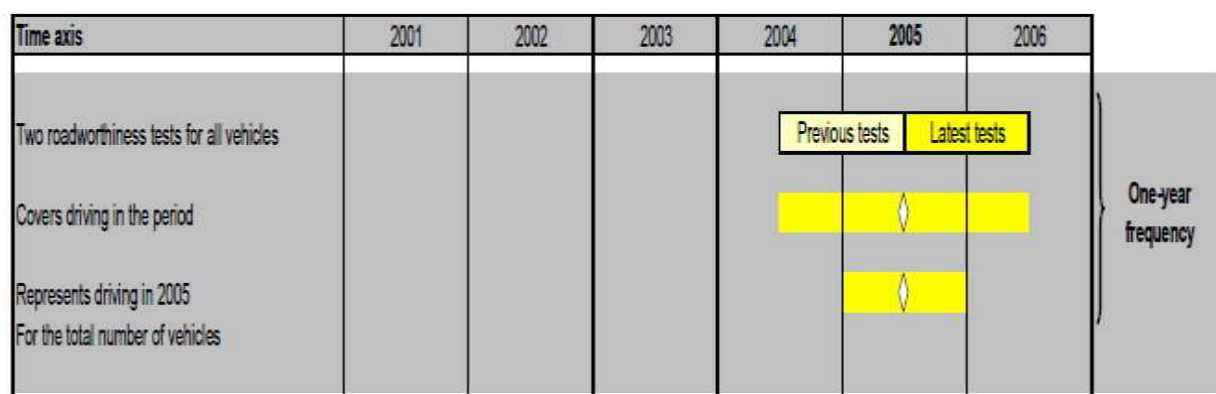 Time axis 2001 2002 2003 2004 2005 2006
Two roadworthiness tests for all vehicles Previous tests Latest tests
Covers driving in the period
One-year
frequency
Represents driving in 2005
For the total number of vehicles